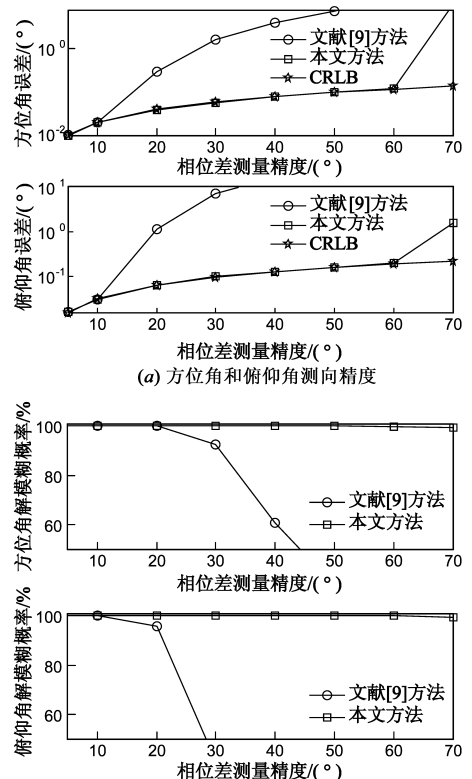 方位角误差/(°)
10^0
10^-2
文献[9]方法
本文方法
CRLB
10 20 30 40 50 60 70
相位差测量精度/(°)
俯仰角误差/(°)
10^1
10^0
10^-1
文献[9]方法
本文方法
CRLB
10 20 30 40 50 60 70
相位差测量精度/(°)
(a) 方位角和俯仰角测向精度
方位角解模糊概率/%
100
80
60
文献[9]方法
本文方法
10 20 30 40 50 60 70
相位差测量精度/(°)
俯仰角解模糊概率/%
100
80
60
文献[9]方法
本文方法
10 20 30 40 50 60 70
相位差测量精度/(°)